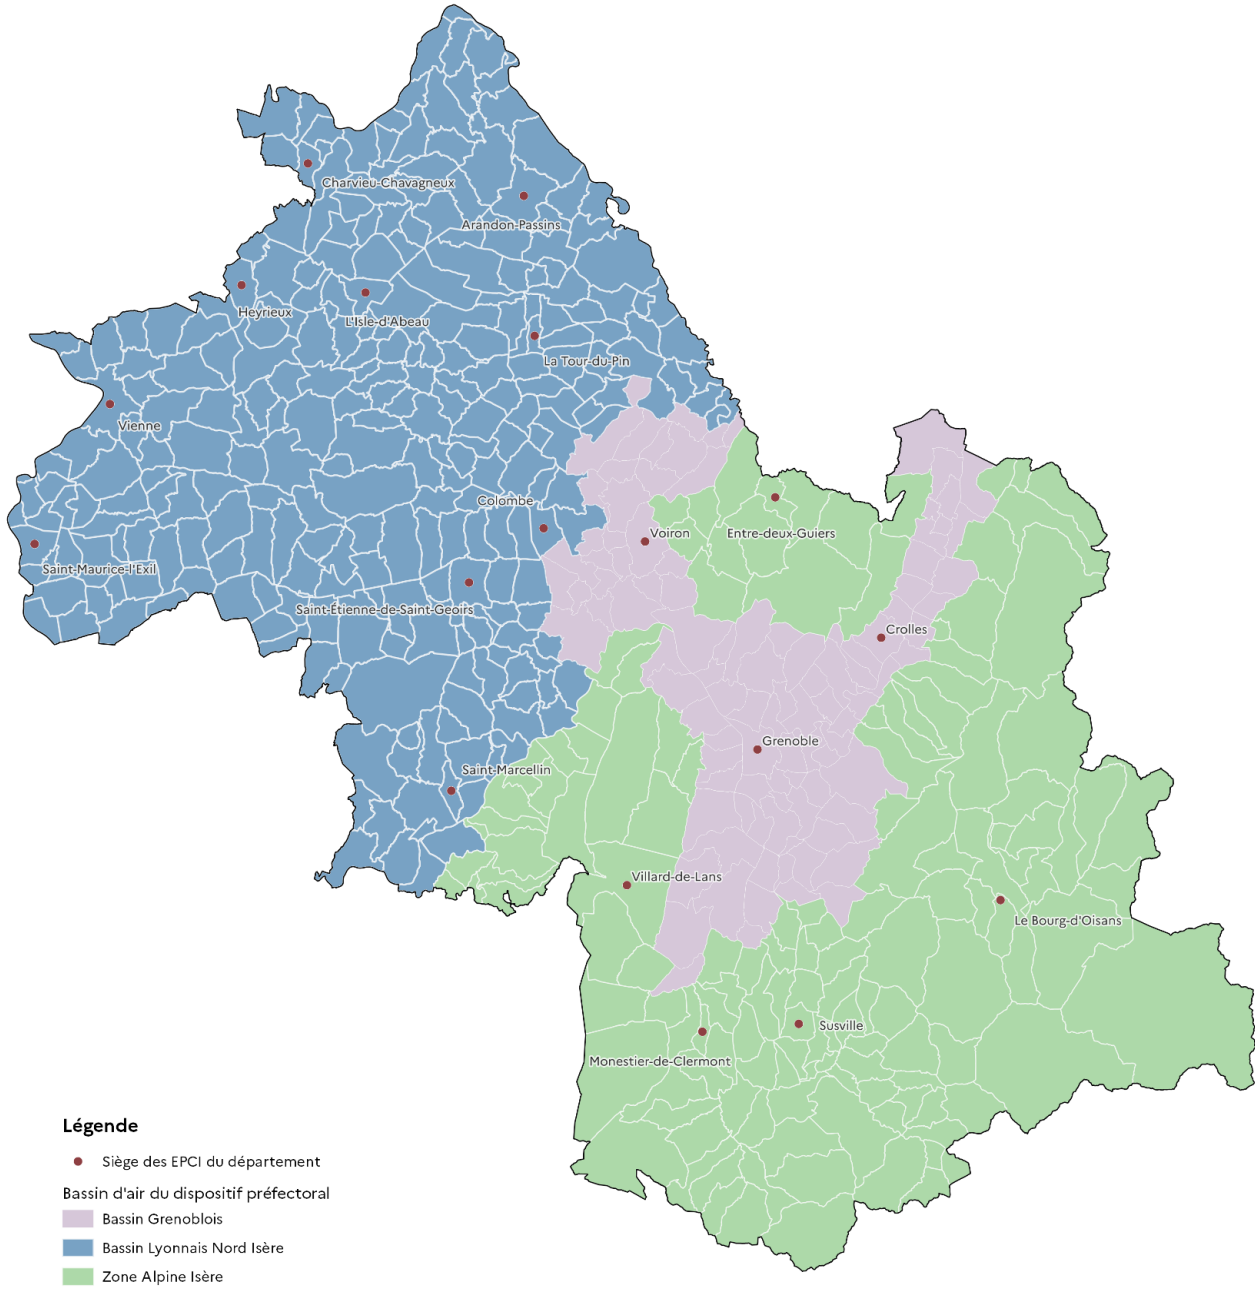 Charvieu-Chavagneux
Arandon-Passins
Heyrieux
L'Isle-d'Abeau
La Tour-du-Pin
Vienne
Colombe
Voiron
Entre-deux-Guiers
Saint-Maurice-l'Exil
Saint-Étienne-de-Saint-Geoirs
Crolles
Grenoble
Saint-Marcellin
Villard-de-Lans
Le Bourg-d'Oisans
Susville
Monestier-de-Clermont
Légende
Siège des EPCI du département
Bassin d'air du dispositif préfectoral
Bassin Grenoblois
Bassin Lyonnais Nord Isère
Zone Alpine Isère